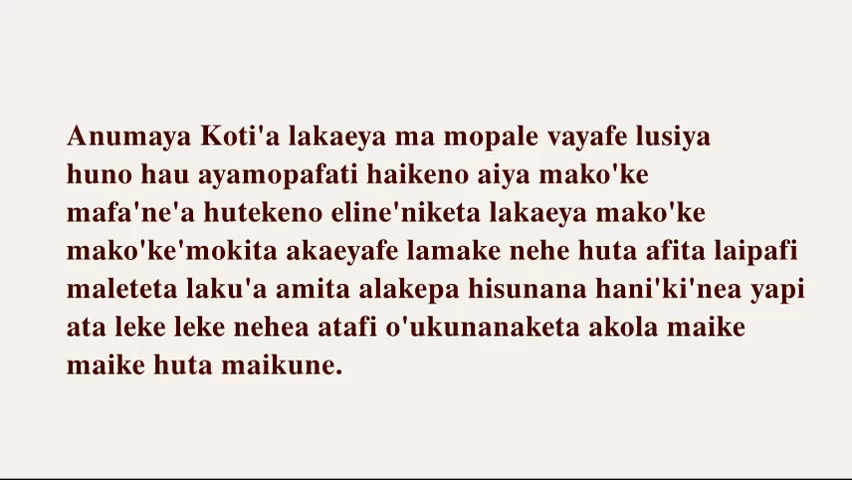 Anumaya Koti'a lakaeya ma mopale vayafe lusiya
huno hau ayamopafati haikeno aiya mako'ke
mafa'ne'a hutekeno eline'niketa lakaeya mako'ke
mako'ke'mokita akaeyafe lamake nehe huta afita laipafi
maleteta laku'a amita alakepa hisunana hani'ki'nea yapi
ata leke leke nehea atafi o'ukunanaketa akola maike
maike huta maikune.